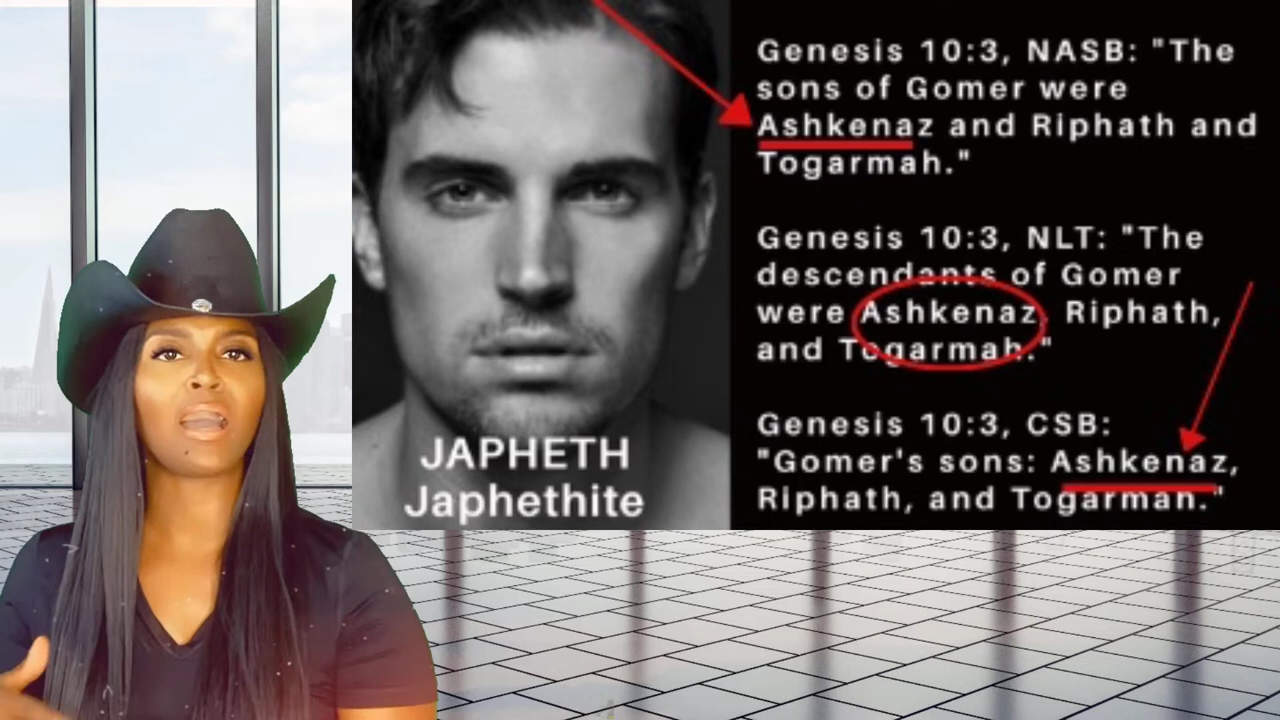 Genesis 10:3, NASB: "The
sons of Gomer were
Ashkenaz and Riphath and
Togarmah."
Genesis 10:3, NLT: "The
descendants of Gomer
were Ashkenaz, Riphath,
and Togarmah."
Genesis 10:3, CSB:
"Gomer's sons: Ashkenaz,
Riphath, and Togarmah."
JAPHETH
Japhethite